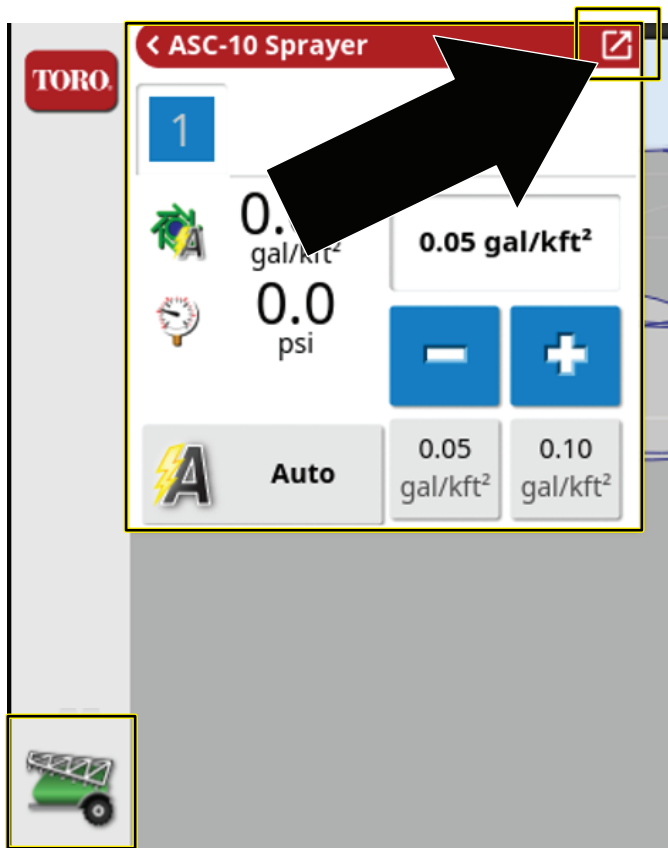 ASC-10 Sprayer
TORO.
1
0.
gal/kft²
0.05 gal/kft²
0.0
psi
Auto
0.05
gal/kft²
0.10
gal/kft²